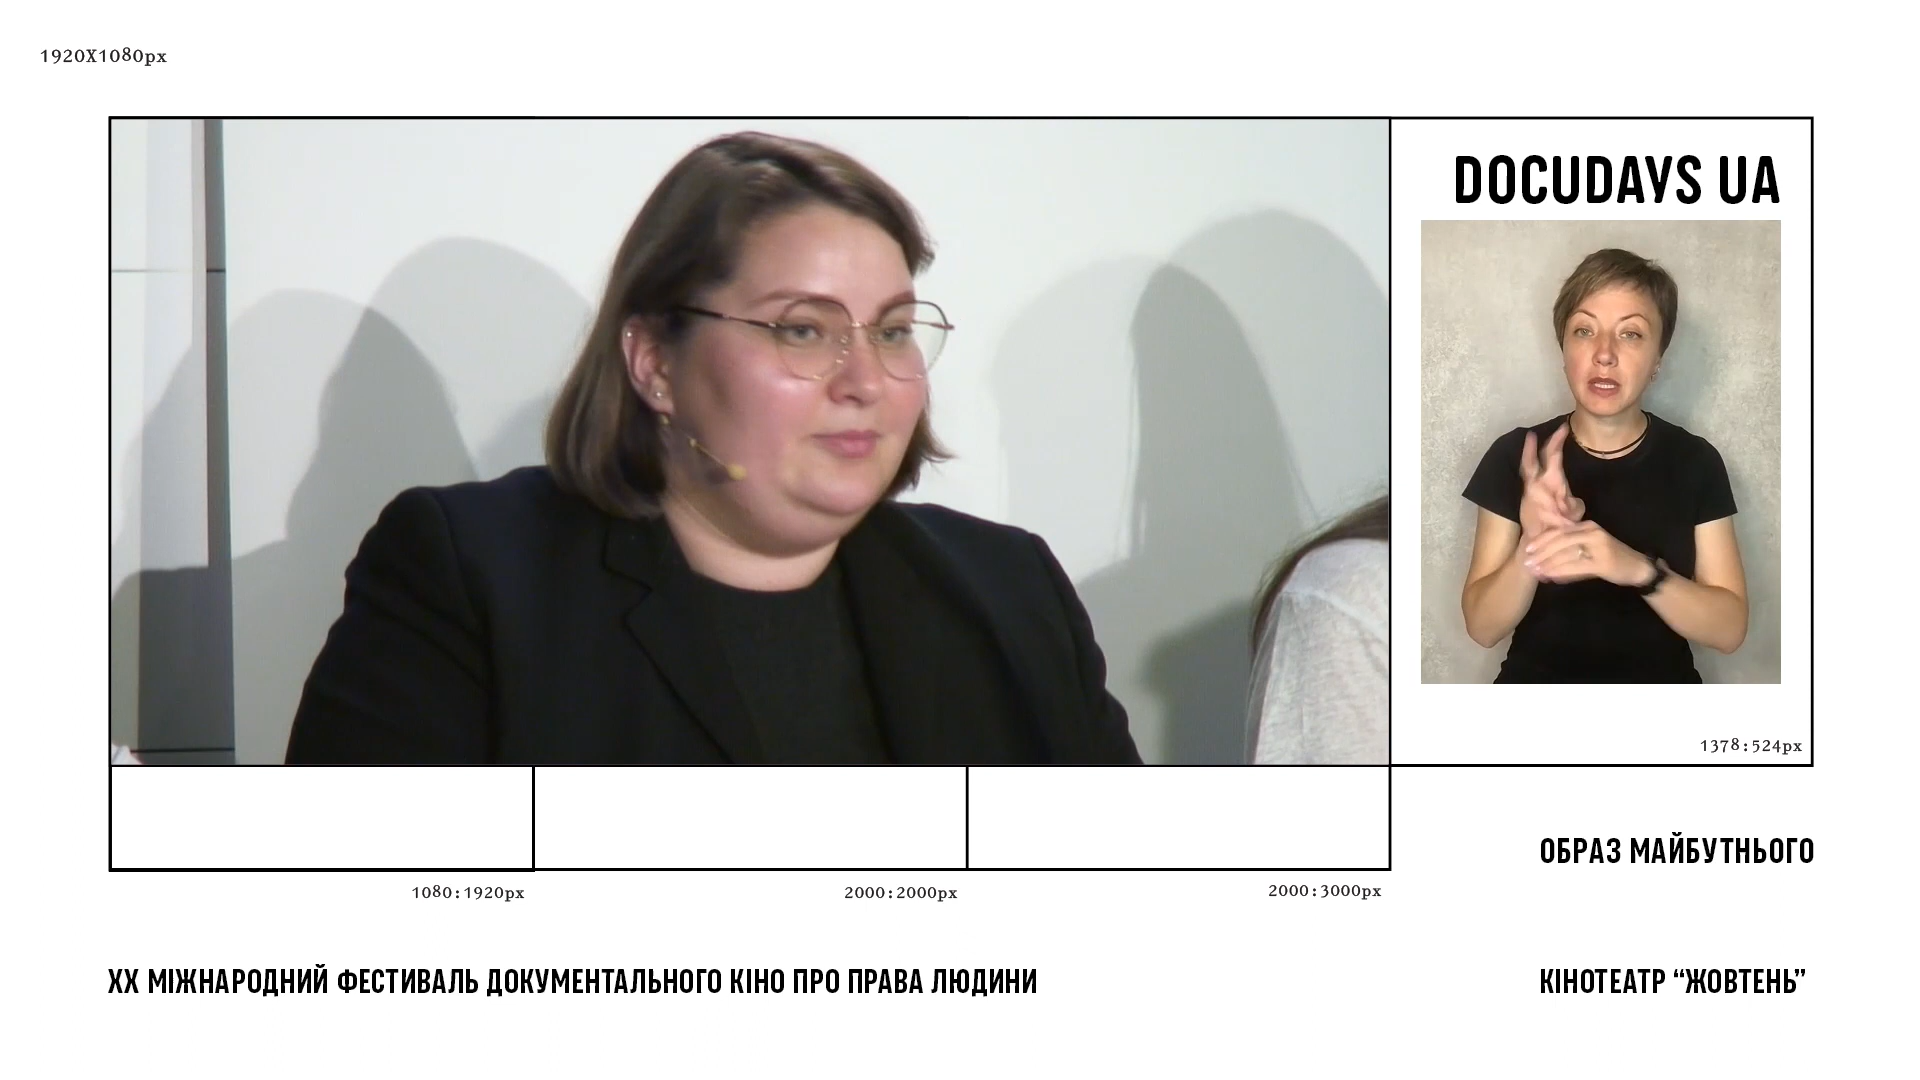 1920X1080px
DOCUDAYS UA
1378:524px
ОБРАЗ МАЙБУТНЬОГО
1080:1920px
2000:2000px
2000:3000px
ХХ МІЖНАРОДНИЙ ФЕСТИВАЛЬ ДОКУМЕНТАЛЬНОГО КІНО ПРО ПРАВА ЛЮДИНИ
КІНОТЕАТР “ЖОВТЕНЬ”